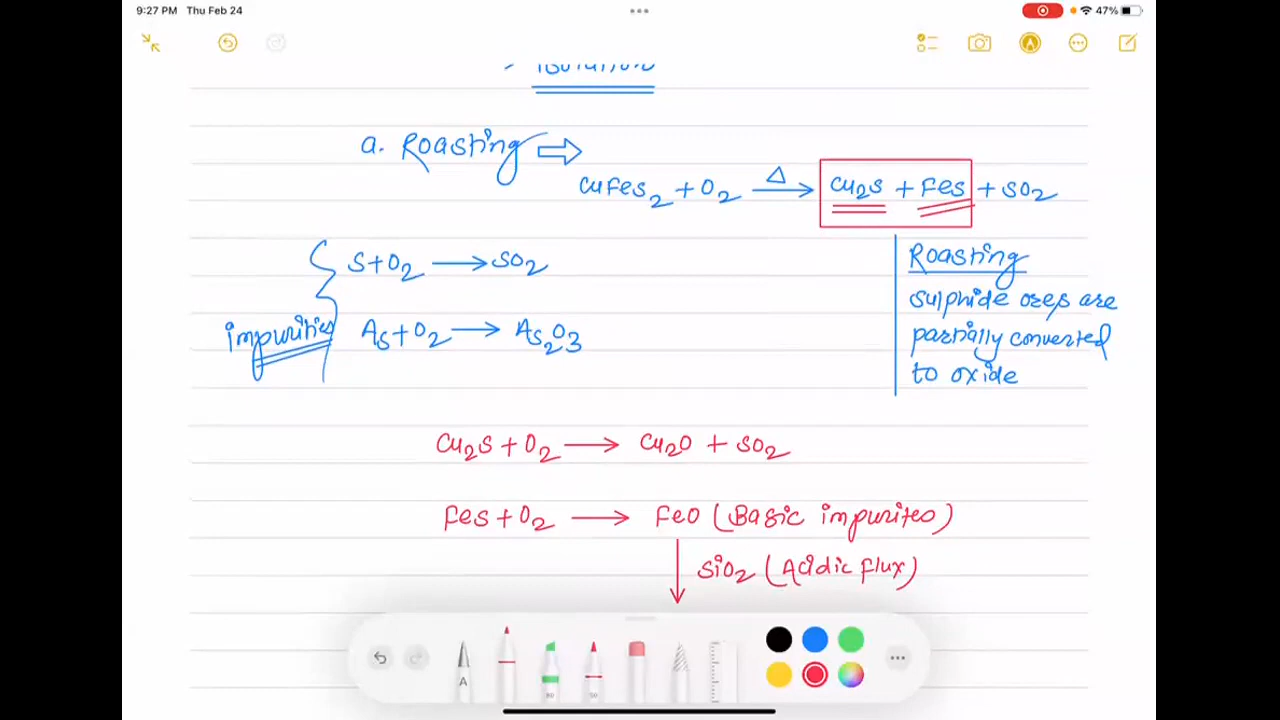 9:27 PM Thu Feb 24
47%
a. Roasting ⇒
CuFeS2 + O2 —Δ→ Cu2S + FeS + SO2
S + O2 → SO2
impurities As + O2 → As2O3
Roasting
sulphide ores are
partially converted
to oxide
Cu2S + O2 → Cu2O + SO2
FeS + O2 → FeO (Basic impurites)
↓ SiO2 (Acidic flux)
A
80
50